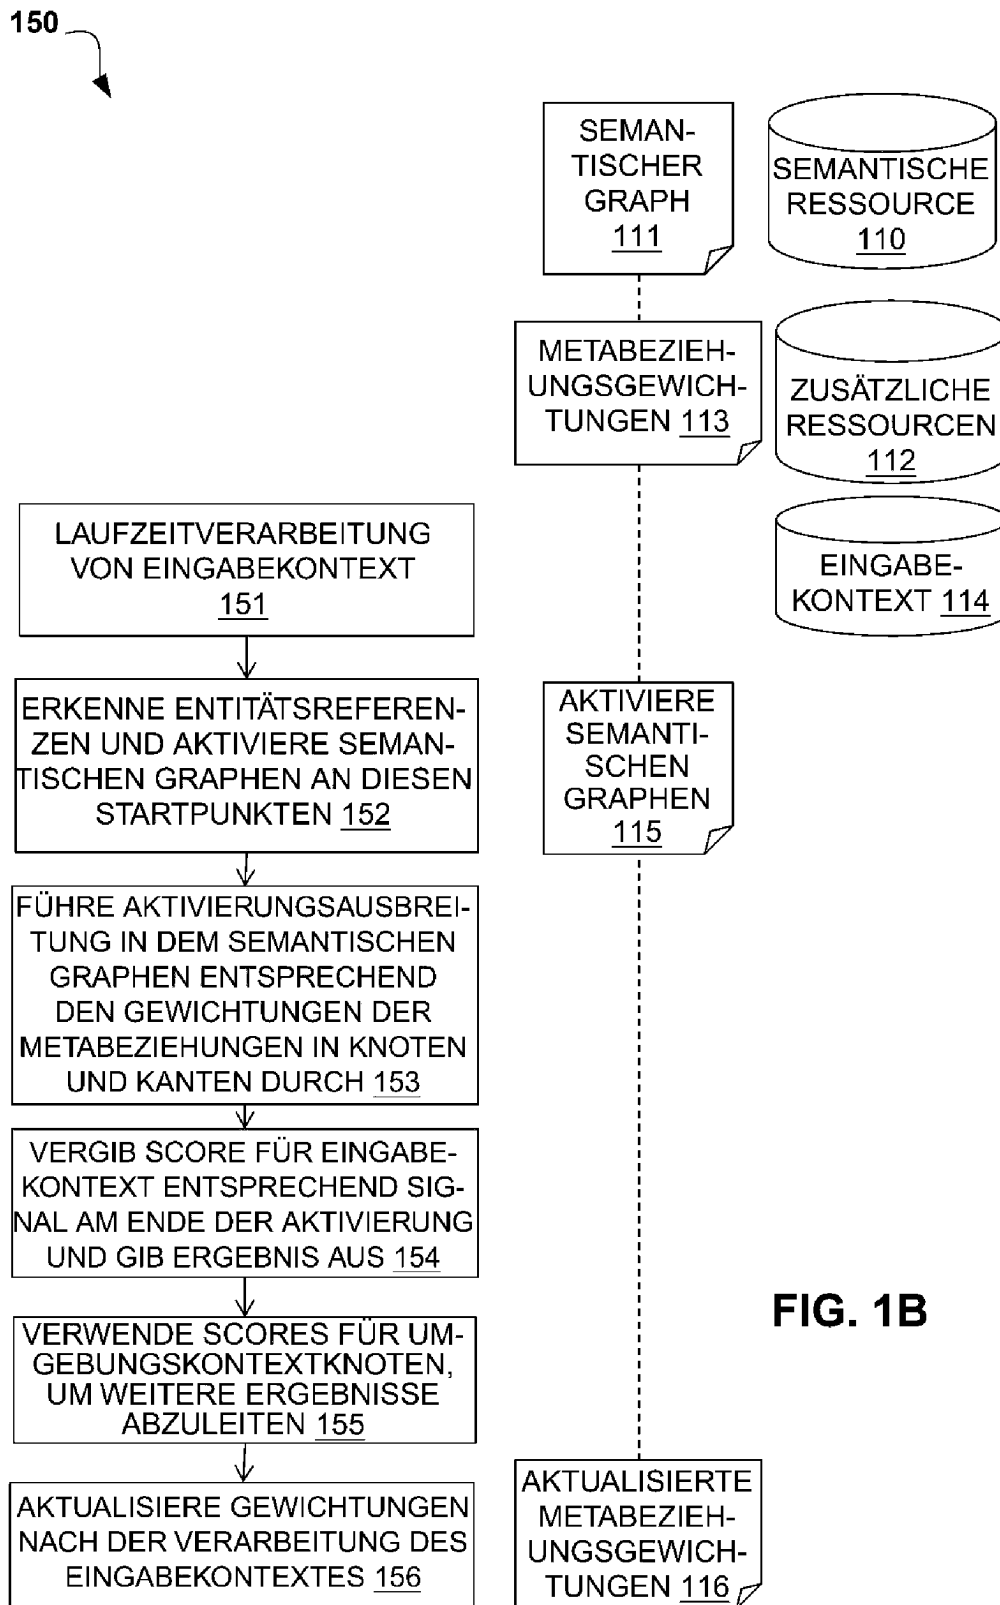 150
SEMAN-
TISCHER
GRAPH
111
SEMANTISCHE
RESSOURCE
110
METABEZIEH-
UNGSGEWICH-
TUNGEN 113
ZUSÄTZLICHE
RESSOURCEN
112
EINGABE-
KONTEXT 114
LAUFZEITVERARBEITUNG
VON EINGABEKONTEXT
151
ERKENNE ENTITÄTSREFEREN-
ZEN UND AKTIVIERE SEMAN-
TISCHEN GRAPHEN AN DIESEN
STARTPUNKTEN 152
AKTIVIERE
SEMANTI-
SCHEN
GRAPHEN
115
FÜHRE AKTIVIERUNGSAUSBREI-
TUNG IN DEM SEMANTISCHEN
GRAPHEN ENTSPRECHEND
DEN GEWICHTUNGEN DER
METABEZIEHUNGEN IN KNOTEN
UND KANTEN DURCH 153
VERGIB SCORE FÜR EINGABE-
KONTEXT ENTSPRECHEND SIG-
NAL AM ENDE DER AKTIVIERUNG
UND GIB ERGEBNIS AUS 154
VERWENDE SCORES FÜR UM-
GEBUNGSKONTEXTKNOTEN,
UM WEITERE ERGEBNISSE
ABZULEITEN 155
AKTUALISIERE GEWICHTUNGEN
NACH DER VERARBEITUNG DES
EINGABEKONTEXTES 156
AKTUALISIERTE
METABEZIEH-
UNGSGEWICH-
TUNGEN 116
FIG. 1B